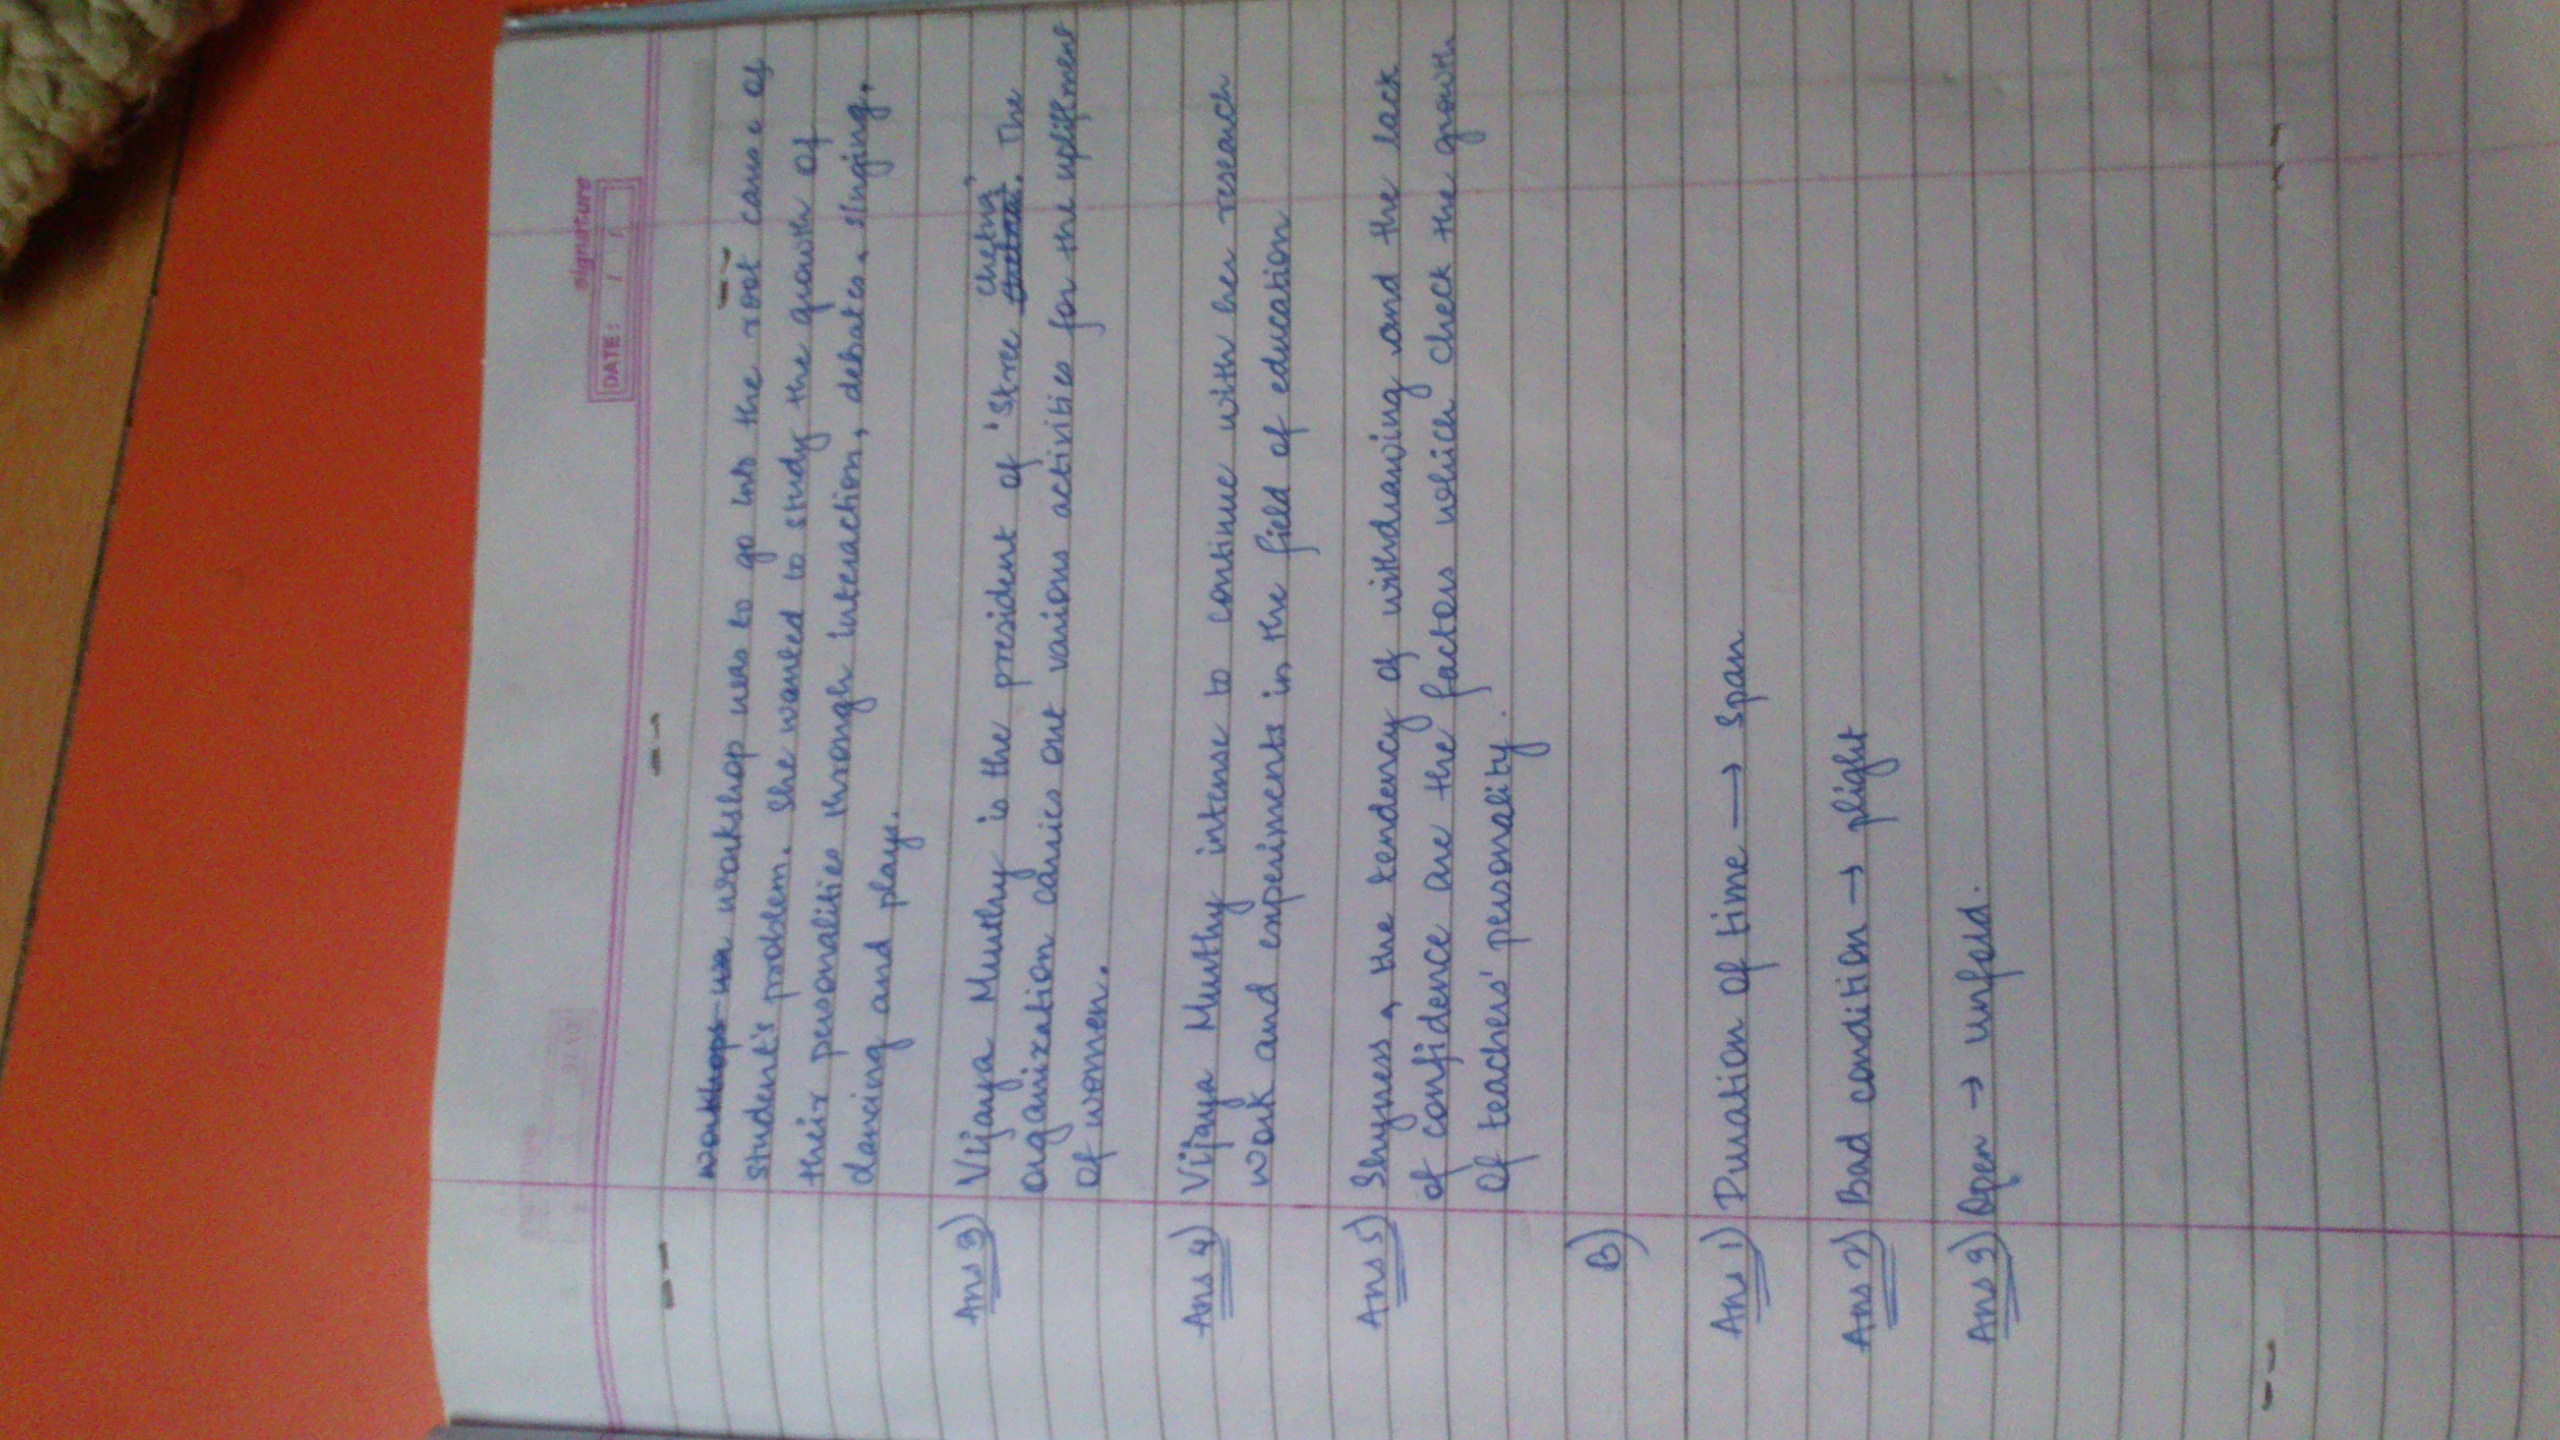 signature
DATE: / /
workshop was to go into the root cause of
student's problem. She wanted to study the growth of
their personalities through interaction, debates, singing,
dancing and plays.
Ans 3) Vijaya Murthy is the president of 'Stree chetna'. The
organization carries out various activities for the upliftment
of women.
Ans 4) Vijaya Murthy intense to continue with her research
work and experiments in the field of education
Ans 5) Shyness, the tendency of withdrawing and the lack
of confidence are the factors which check the growth
of teachers' personality.
B)
Ans 1) Duration of time → Span
Ans 2) Bad condition → plight
Ans 3) Open → unfold.